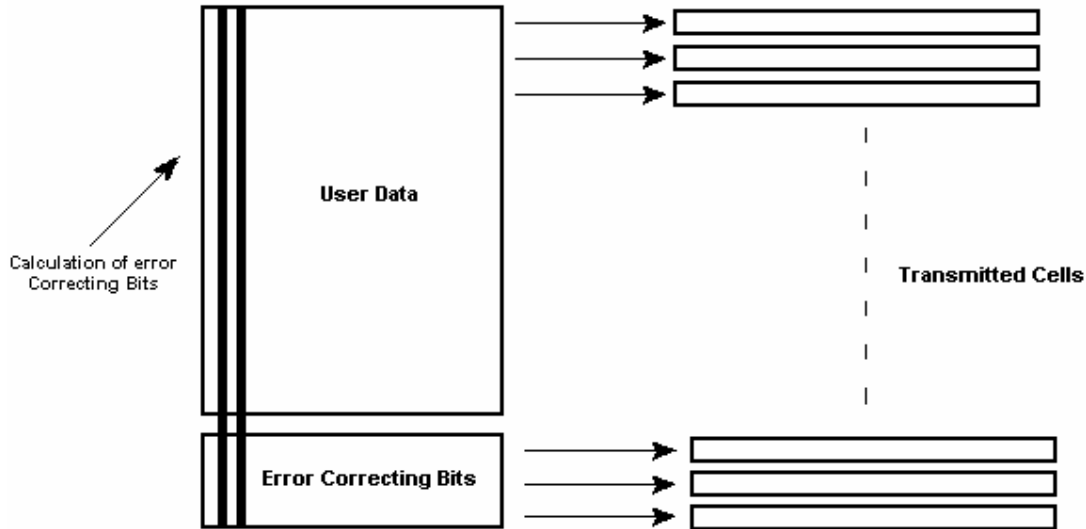 User Data
Calculation of error
Correcting Bits
Transmitted Cells
Error Correcting Bits